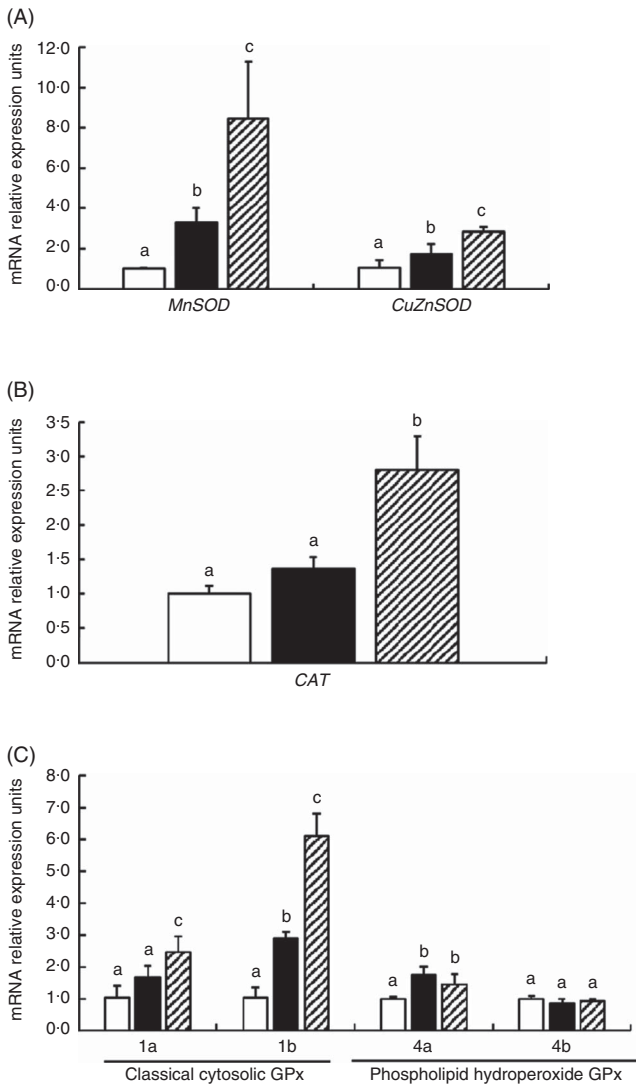 (A)
mRNA relative expression units
12·0
10·0
8·0
6·0
4·0
2·0
0·0
a
b
c
a
b
c
MnSOD
CuZnSOD
(B)
mRNA relative expression units
3·5
3·0
2·5
2·0
1·5
1·0
0·5
0·0
a
a
b
CAT
(C)
mRNA relative expression units
8·0
7·0
6·0
5·0
4·0
3·0
2·0
1·0
0·0
a
a
c
a
b
c
a
b
b
a
a
a
1a
1b
4a
4b
Classical cytosolic GPx
Phospholipid hydroperoxide GPx